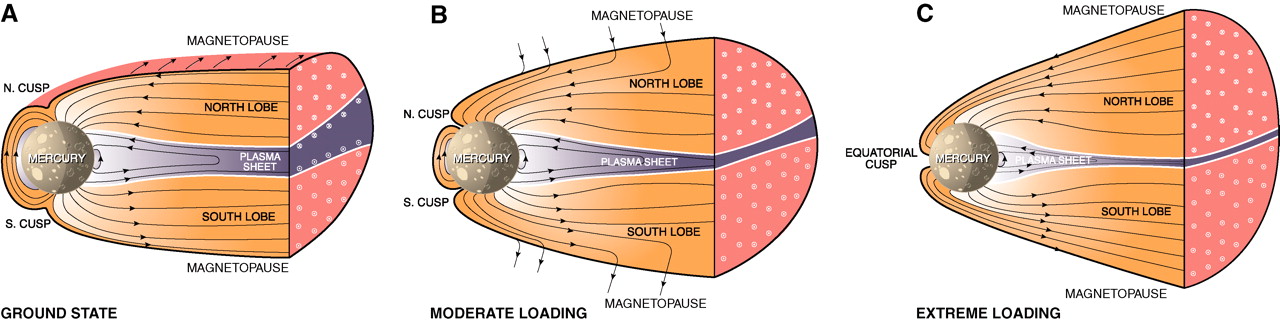 A
MAGNETOPAUSE
N. CUSP
NORTH LOBE
MERCURY
PLASMA
SHEET
SOUTH LOBE
S. CUSP
MAGNETOPAUSE
GROUND STATE
B
MAGNETOPAUSE
NORTH LOBE
N. CUSP
MERCURY
PLASMA SHEET
S. CUSP
SOUTH LOBE
MAGNETOPAUSE
MODERATE LOADING
C
MAGNETOPAUSE
NORTH LOBE
EQUATORIAL
CUSP
MERCURY
PLASMA SHEET
SOUTH LOBE
MAGNETOPAUSE
EXTREME LOADING